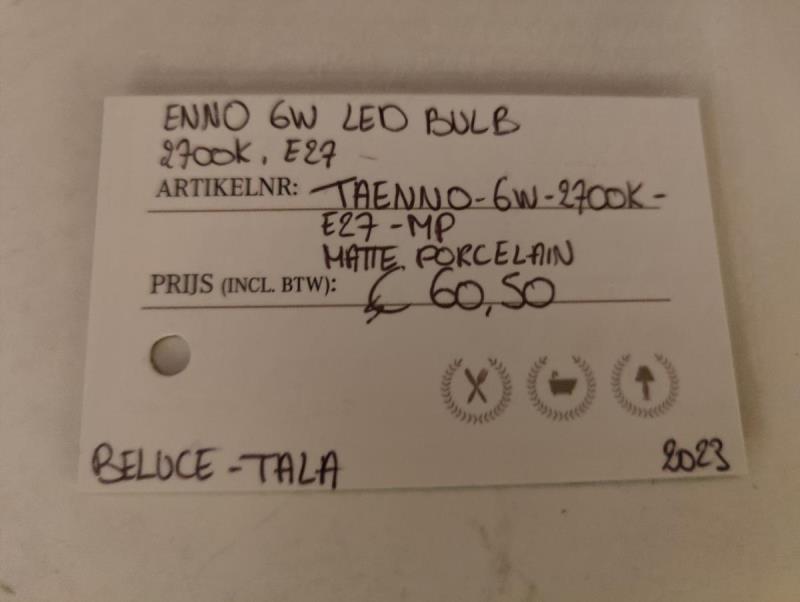 ENNO 6W LED BULB
2700K, E27
ARTIKELNR: TAENNO-6W-2700K-
E27-MP
MATTE PORCELAIN
PRIJS (INCL. BTW): € 60,50
BELUCE - TALA
2023